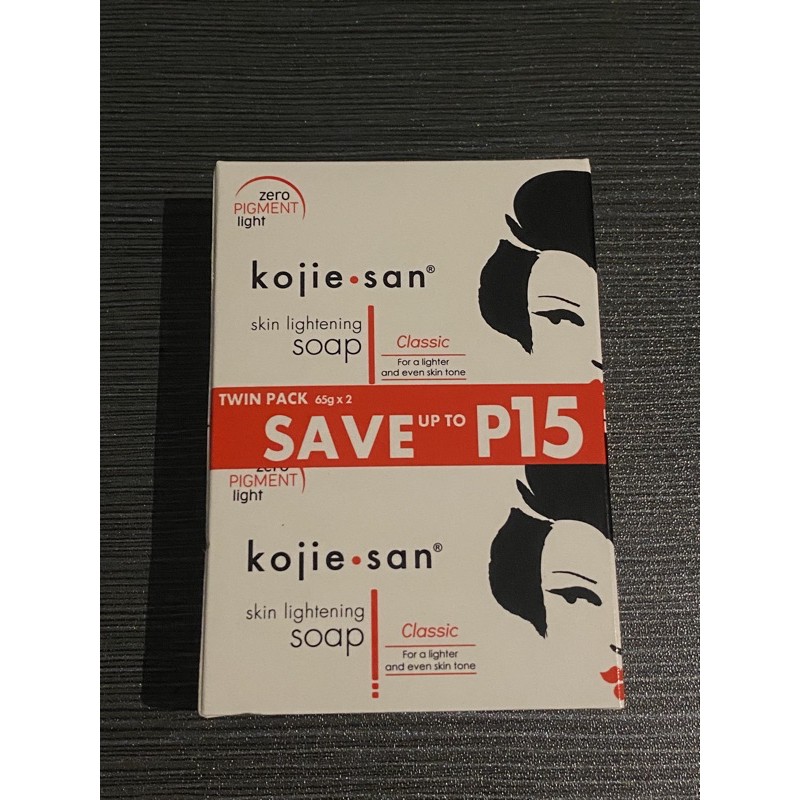 zero
PIGMENT
light
kojie•san®
skin lightening
soap
Classic
For a lighter
and even skin tone
TWIN PACK 65g x 2
SAVE UP TO P15
zero
PIGMENT
light
kojie•san®
skin lightening
soap
Classic
For a lighter
and even skin tone